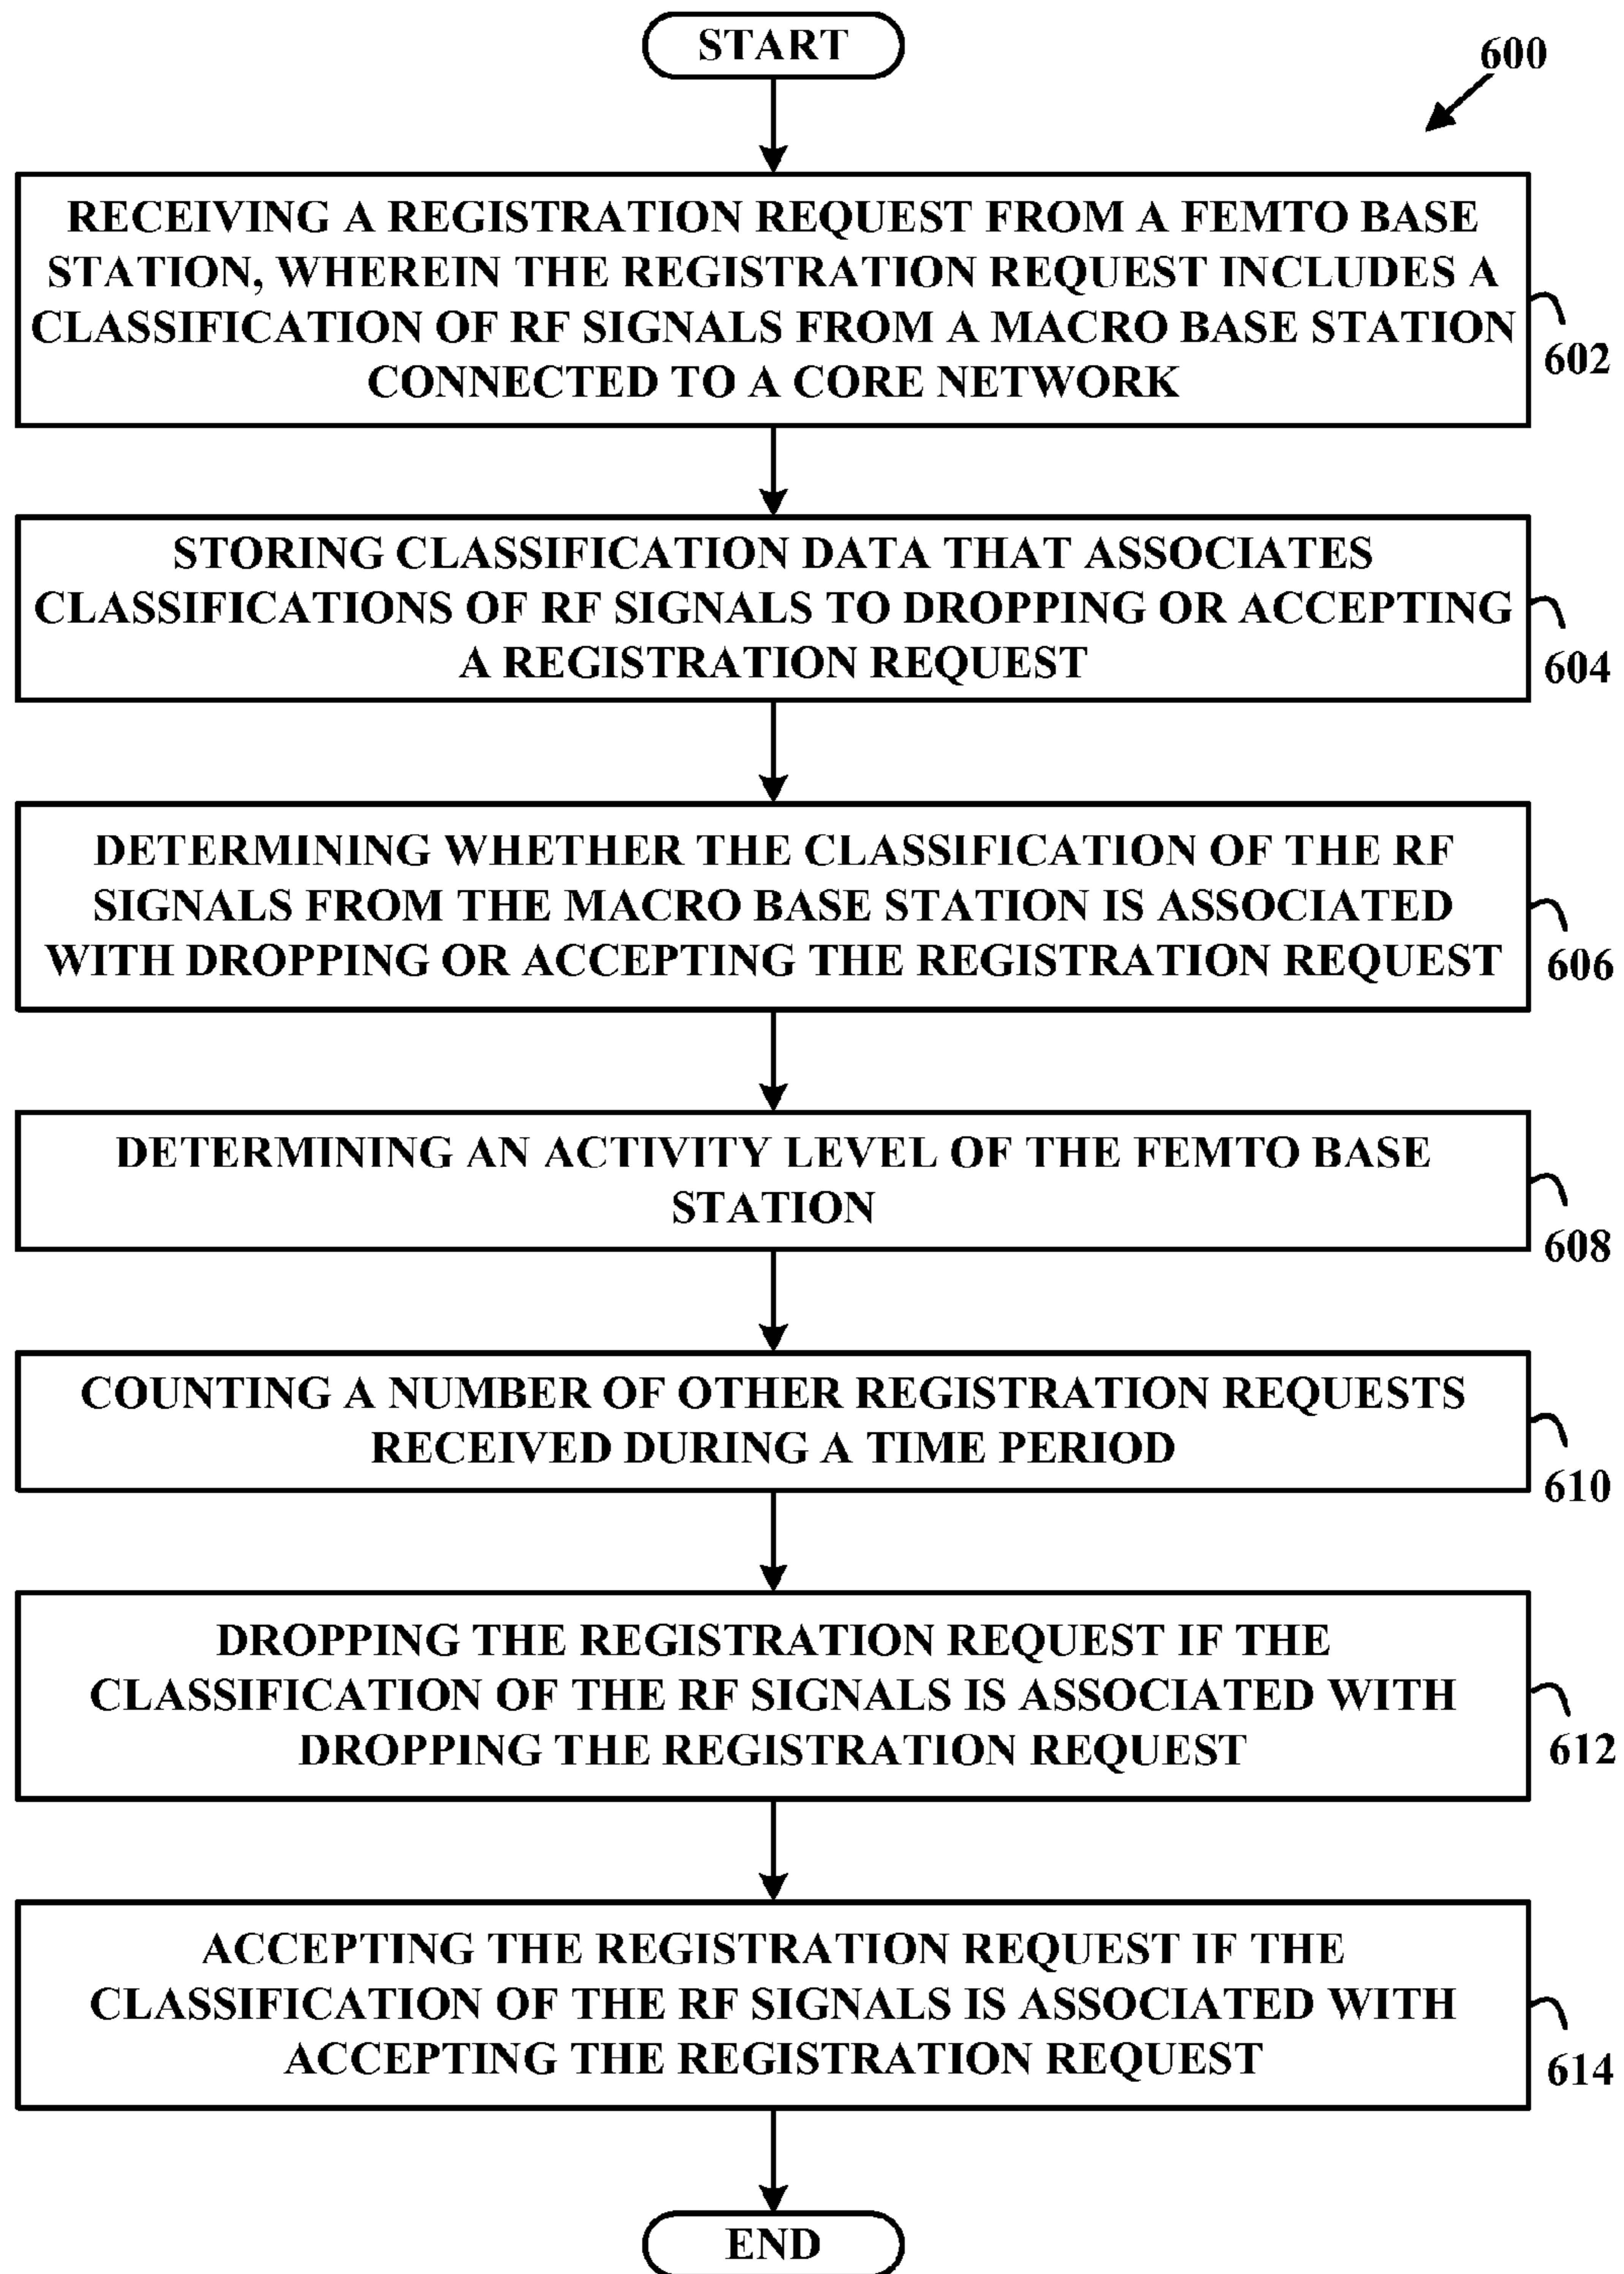 START
600
RECEIVING A REGISTRATION REQUEST FROM A FEMTO BASE
STATION, WHEREIN THE REGISTRATION REQUEST INCLUDES A
CLASSIFICATION OF RF SIGNALS FROM A MACRO BASE STATION
CONNECTED TO A CORE NETWORK
602
STORING CLASSIFICATION DATA THAT ASSOCIATES
CLASSIFICATIONS OF RF SIGNALS TO DROPPING OR ACCEPTING
A REGISTRATION REQUEST
604
DETERMINING WHETHER THE CLASSIFICATION OF THE RF
SIGNALS FROM THE MACRO BASE STATION IS ASSOCIATED
WITH DROPPING OR ACCEPTING THE REGISTRATION REQUEST
606
DETERMINING AN ACTIVITY LEVEL OF THE FEMTO BASE
STATION
608
COUNTING A NUMBER OF OTHER REGISTRATION REQUESTS
RECEIVED DURING A TIME PERIOD
610
DROPPING THE REGISTRATION REQUEST IF THE
CLASSIFICATION OF THE RF SIGNALS IS ASSOCIATED WITH
DROPPING THE REGISTRATION REQUEST
612
ACCEPTING THE REGISTRATION REQUEST IF THE
CLASSIFICATION OF THE RF SIGNALS IS ASSOCIATED WITH
ACCEPTING THE REGISTRATION REQUEST
614
END